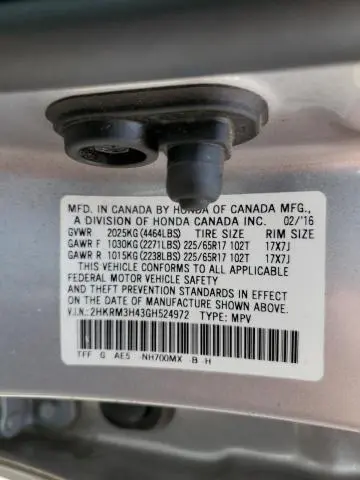 MFD. IN CANADA BY HONDA OF CANADA MFG.,
A DIVISION OF HONDA CANADA INC. 02/'16
GVWR 2025KG (4464LBS) TIRE SIZE RIM SIZE
GAWR F 1030KG (2271LBS) 225/65R17 102T 17X7J
GAWR R 1015KG (2238LBS) 225/65R17 102T 17X7J
THIS VEHICLE CONFORMS TO ALL APPLICABLE
FEDERAL MOTOR VEHICLE SAFETY, BUMPER,
AND THEFT PREVENTION STANDARDS IN EFFECT
ON THE DATE OF MANUFACTURE SHOWN ABOVE.
V.I.N.: 2HKRM3H43GH524972 TYPE: MPV
TFF G AE5 NH700MX B H